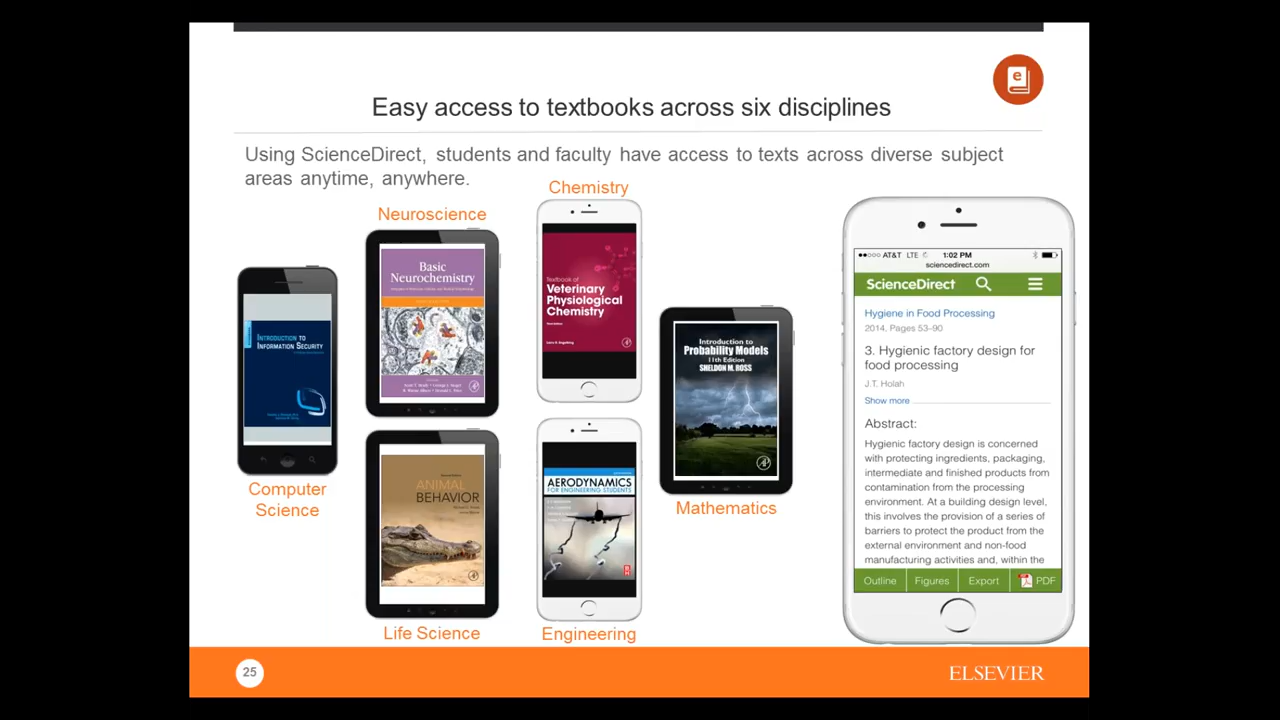 e
Easy access to textbooks across six disciplines
Using ScienceDirect, students and faculty have access to texts across diverse subject
areas anytime, anywhere.
Computer
Science
INTRODUCTION TO
INFORMATION SECURITY
Neuroscience
Basic
Neurochemistry
Life Science
ANIMAL
BEHAVIOR
Chemistry
Textbook of
Veterinary
Physiological
Chemistry
Engineering
AERODYNAMICS
FOR ENGINEERING STUDENTS
Mathematics
Introduction to
Probability Models
11th Edition
SHELDON M. ROSS
AT&T LTE 1:02 PM
sciencedirect.com
ScienceDirect
Hygiene in Food Processing
2014, Pages 53–90
3. Hygienic factory design for
food processing
J.T. Holah
Show more
Abstract:
Hygienic factory design is concerned
with protecting ingredients, packaging,
intermediate and finished products from
contamination from the processing
environment. At a building design level,
this involves the provision of a series of
barriers to protect the product from the
external environment and non-food
manufacturing activities and, within the
Outline Figures Export PDF
25
ELSEVIER